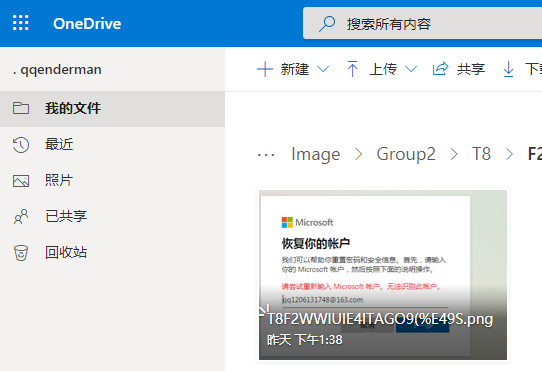 OneDrive
搜索所有内容
. qqenderman
新建
上传
共享
我的文件
最近
照片
已共享
回收站
··· Image > Group2 > T8 >
Microsoft
恢复你的帐户
我们可以帮助你重置密码和安全信息。首先，请输入
你的 Microsoft 帐户，然后按照下面的说明操作。
请尝试重新输入 Microsoft 帐户。无法识别此帐户。
qq1206131748@163.com
T8F2WWIUIE4ITAGO9(%E49S.png
昨天 下午1:38